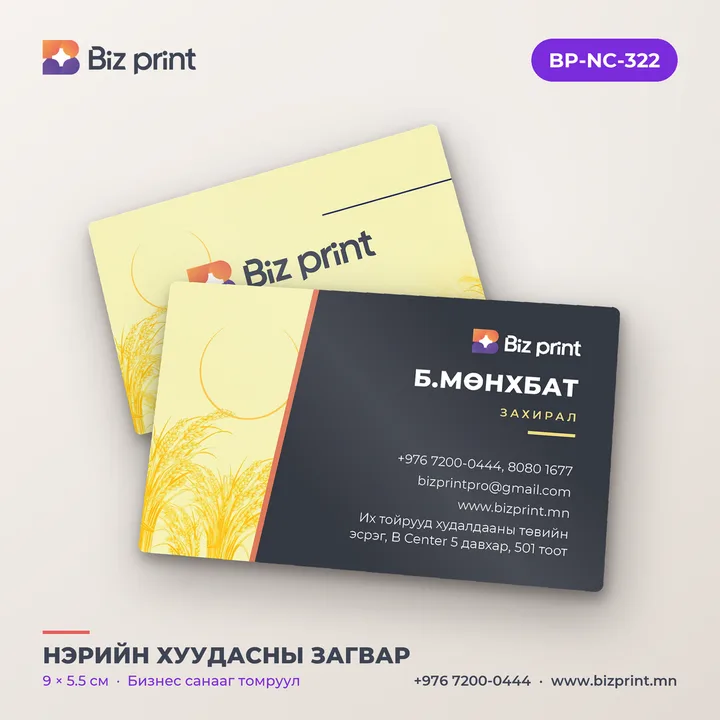 Biz print
BP-NC-322
Biz print
Biz print
Б.МӨНХБАТ
ЗАХИРАЛ
+976 7200-0444, 8080 1677
bizprintpro@gmail.com
www.bizprint.mn
Их тойрууд худалдааны төвийн
эсрэг, B Center 5 давхар, 501 тоот
НЭРИЙН ХУУДАСНЫ ЗАГВАР
9 × 5.5 см · Бизнес санааг томруул
+976 7200-0444 · www.bizprint.mn